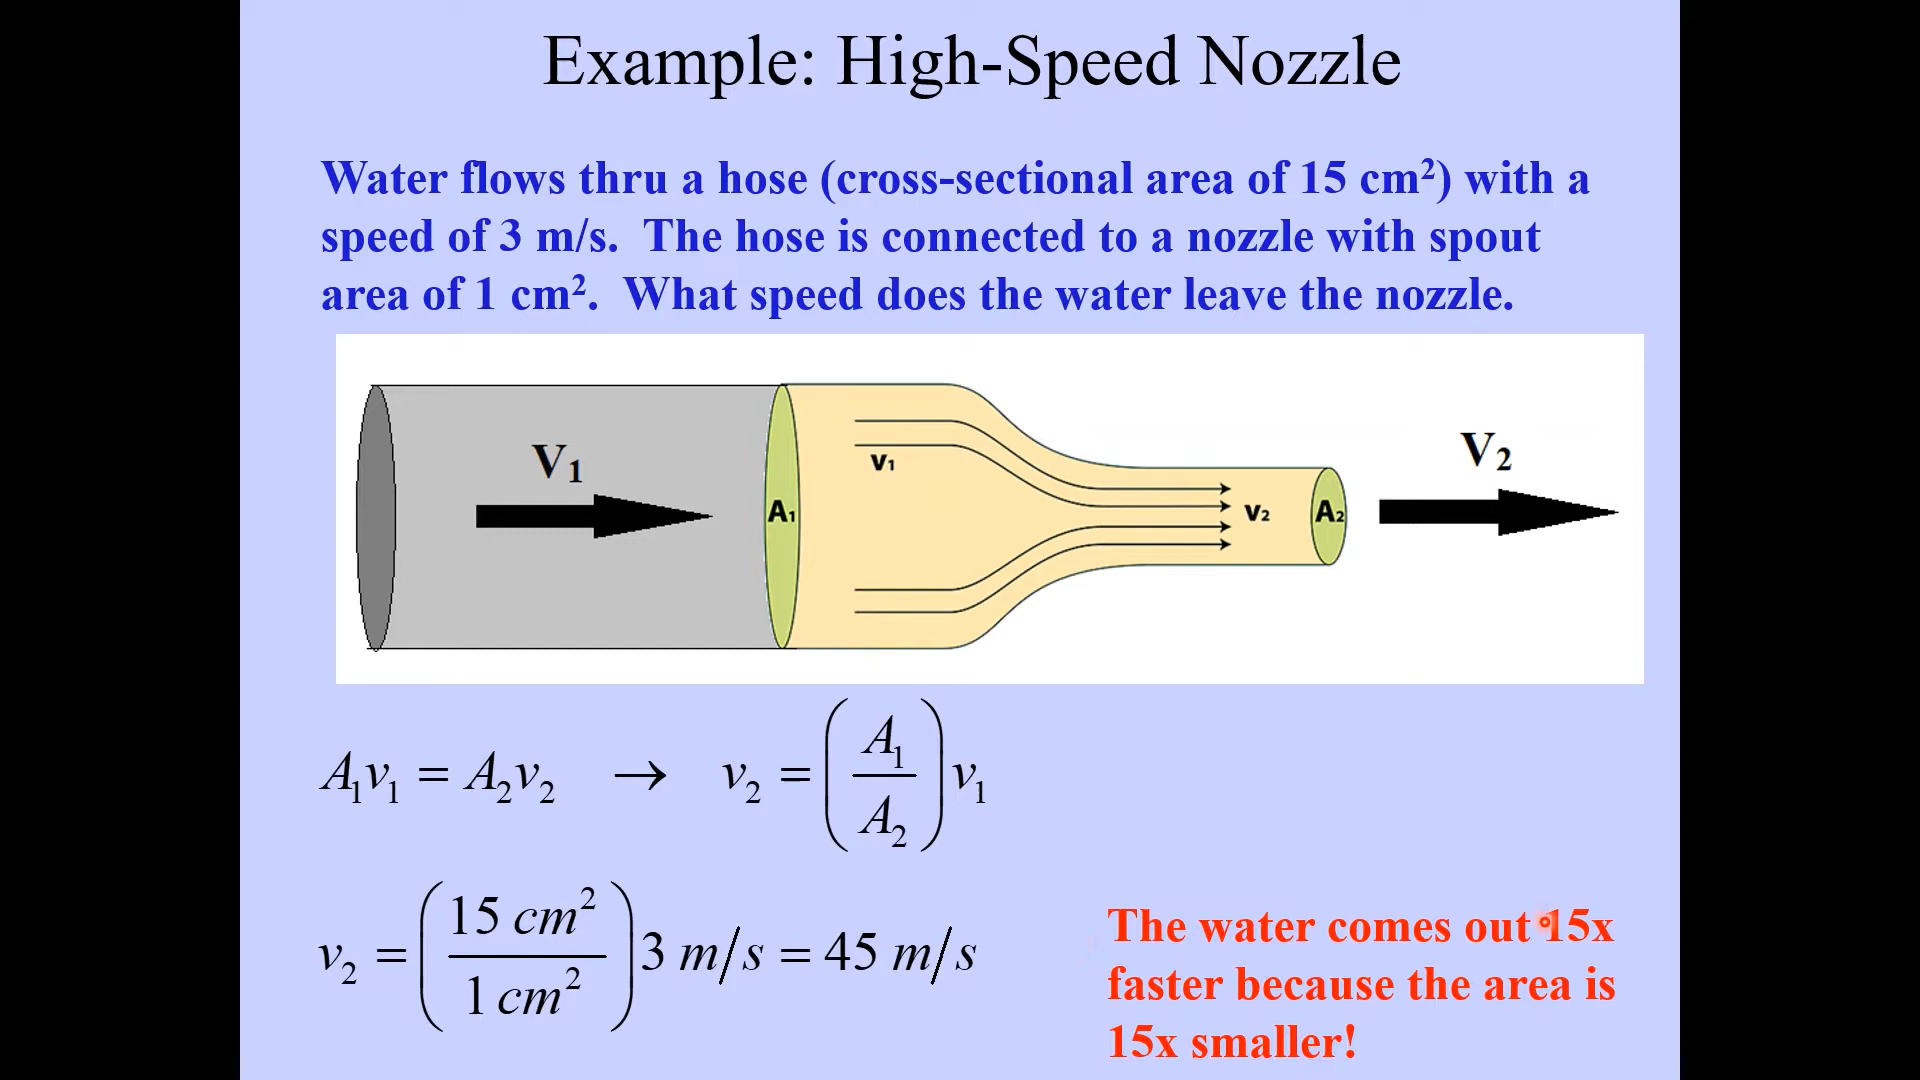 Example: High-Speed Nozzle
Water flows thru a hose (cross-sectional area of 15 cm²) with a
speed of 3 m/s.  The hose is connected to a nozzle with spout
area of 1 cm².  What speed does the water leave the nozzle.
V₁
A₁
v₁
v₂
A₂
V₂
A₁v₁ = A₂v₂ → v₂ = (A₁/A₂) v₁
v₂ = (15 cm²/1 cm²) 3 m/s = 45 m/s
The water comes out 15x
faster because the area is
15x smaller!